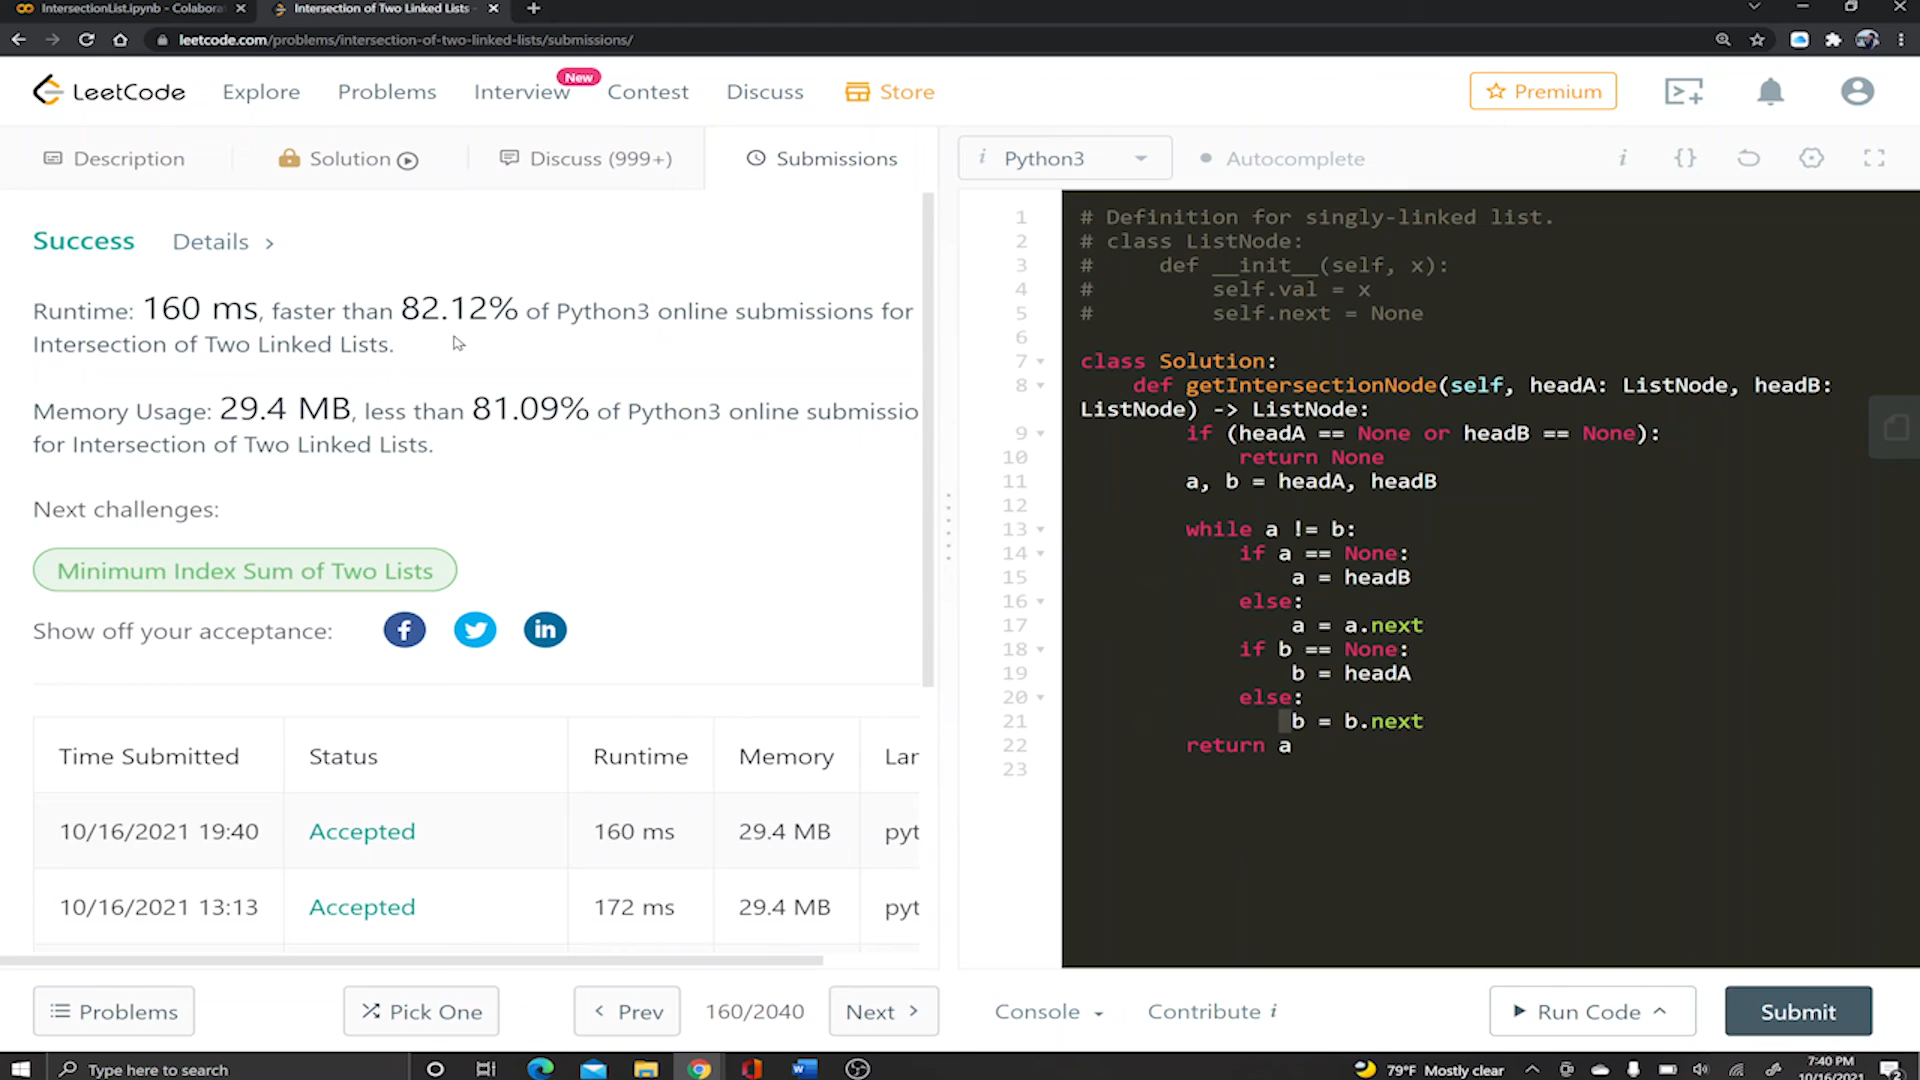 IntersectionList.ipynb - Colabora
Intersection of Two Linked Lists
leetcode.com/problems/intersection-of-two-linked-lists/submissions/
LeetCode
Explore
Problems
Interview
New
Contest
Discuss
Store
Premium
Description
Solution
Discuss (999+)
Submissions
Python3
Autocomplete
Success
Details
Runtime: 160 ms, faster than 82.12% of Python3 online submissions for
Intersection of Two Linked Lists.
Memory Usage: 29.4 MB, less than 81.09% of Python3 online submissio
for Intersection of Two Linked Lists.
Next challenges:
Minimum Index Sum of Two Lists
Show off your acceptance:
Time Submitted Status Runtime Memory Lar
10/16/2021 19:40 Accepted 160 ms 29.4 MB pyt
10/16/2021 13:13 Accepted 172 ms 29.4 MB pyt
1 # Definition for singly-linked list.
2 # class ListNode:
3 #     def __init__(self, x):
4 #         self.val = x
5 #         self.next = None
6
7 class Solution:
8     def getIntersectionNode(self, headA: ListNode, headB:
ListNode) -> ListNode:
9         if (headA == None or headB == None):
10             return None
11         a, b = headA, headB
12
13         while a != b:
14             if a == None:
15                 a = headB
16             else:
17                 a = a.next
18             if b == None:
19                 b = headA
20             else:
21                 b = b.next
22         return a
23
Problems
Pick One
Prev
160/2040
Next
Console
Contribute i
Run Code
Submit
Type here to search
79°F Mostly clear
7:40 PM
10/16/2021
2